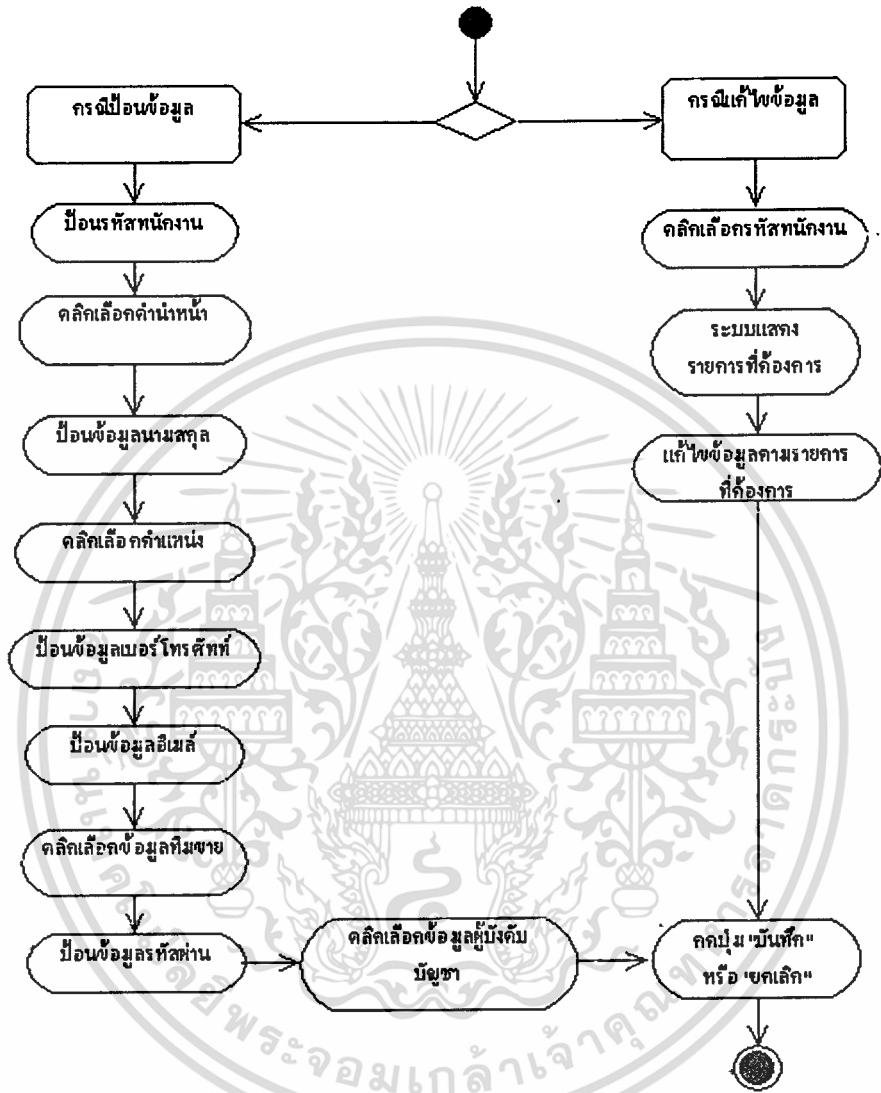 กรณีป้อนข้อมูล
ป้อนรหัสพนักงาน
คลิกเลือกคำนำหน้า
ป้อนข้อมูลนามสกุล
คลิกเลือกตำแหน่ง
ป้อนข้อมูลเบอร์โทรศัพท์
ป้อนข้อมูลอีเมล์
คลิกเลือกข้อมูลทีมขาย
ป้อนข้อมูลรหัสผ่าน
คลิกเลือกข้อมูลผู้บังคับ
บัญชา
กรณีแก้ไขข้อมูล
คลิกเลือกรหัสพนักงาน
ระบบแสดง
รายการที่ต้องการ
แก้ไขข้อมูลตามรายการ
ที่ต้องการ
กดปุ่ม "บันทึก"
หรือ "ยกเลิก"